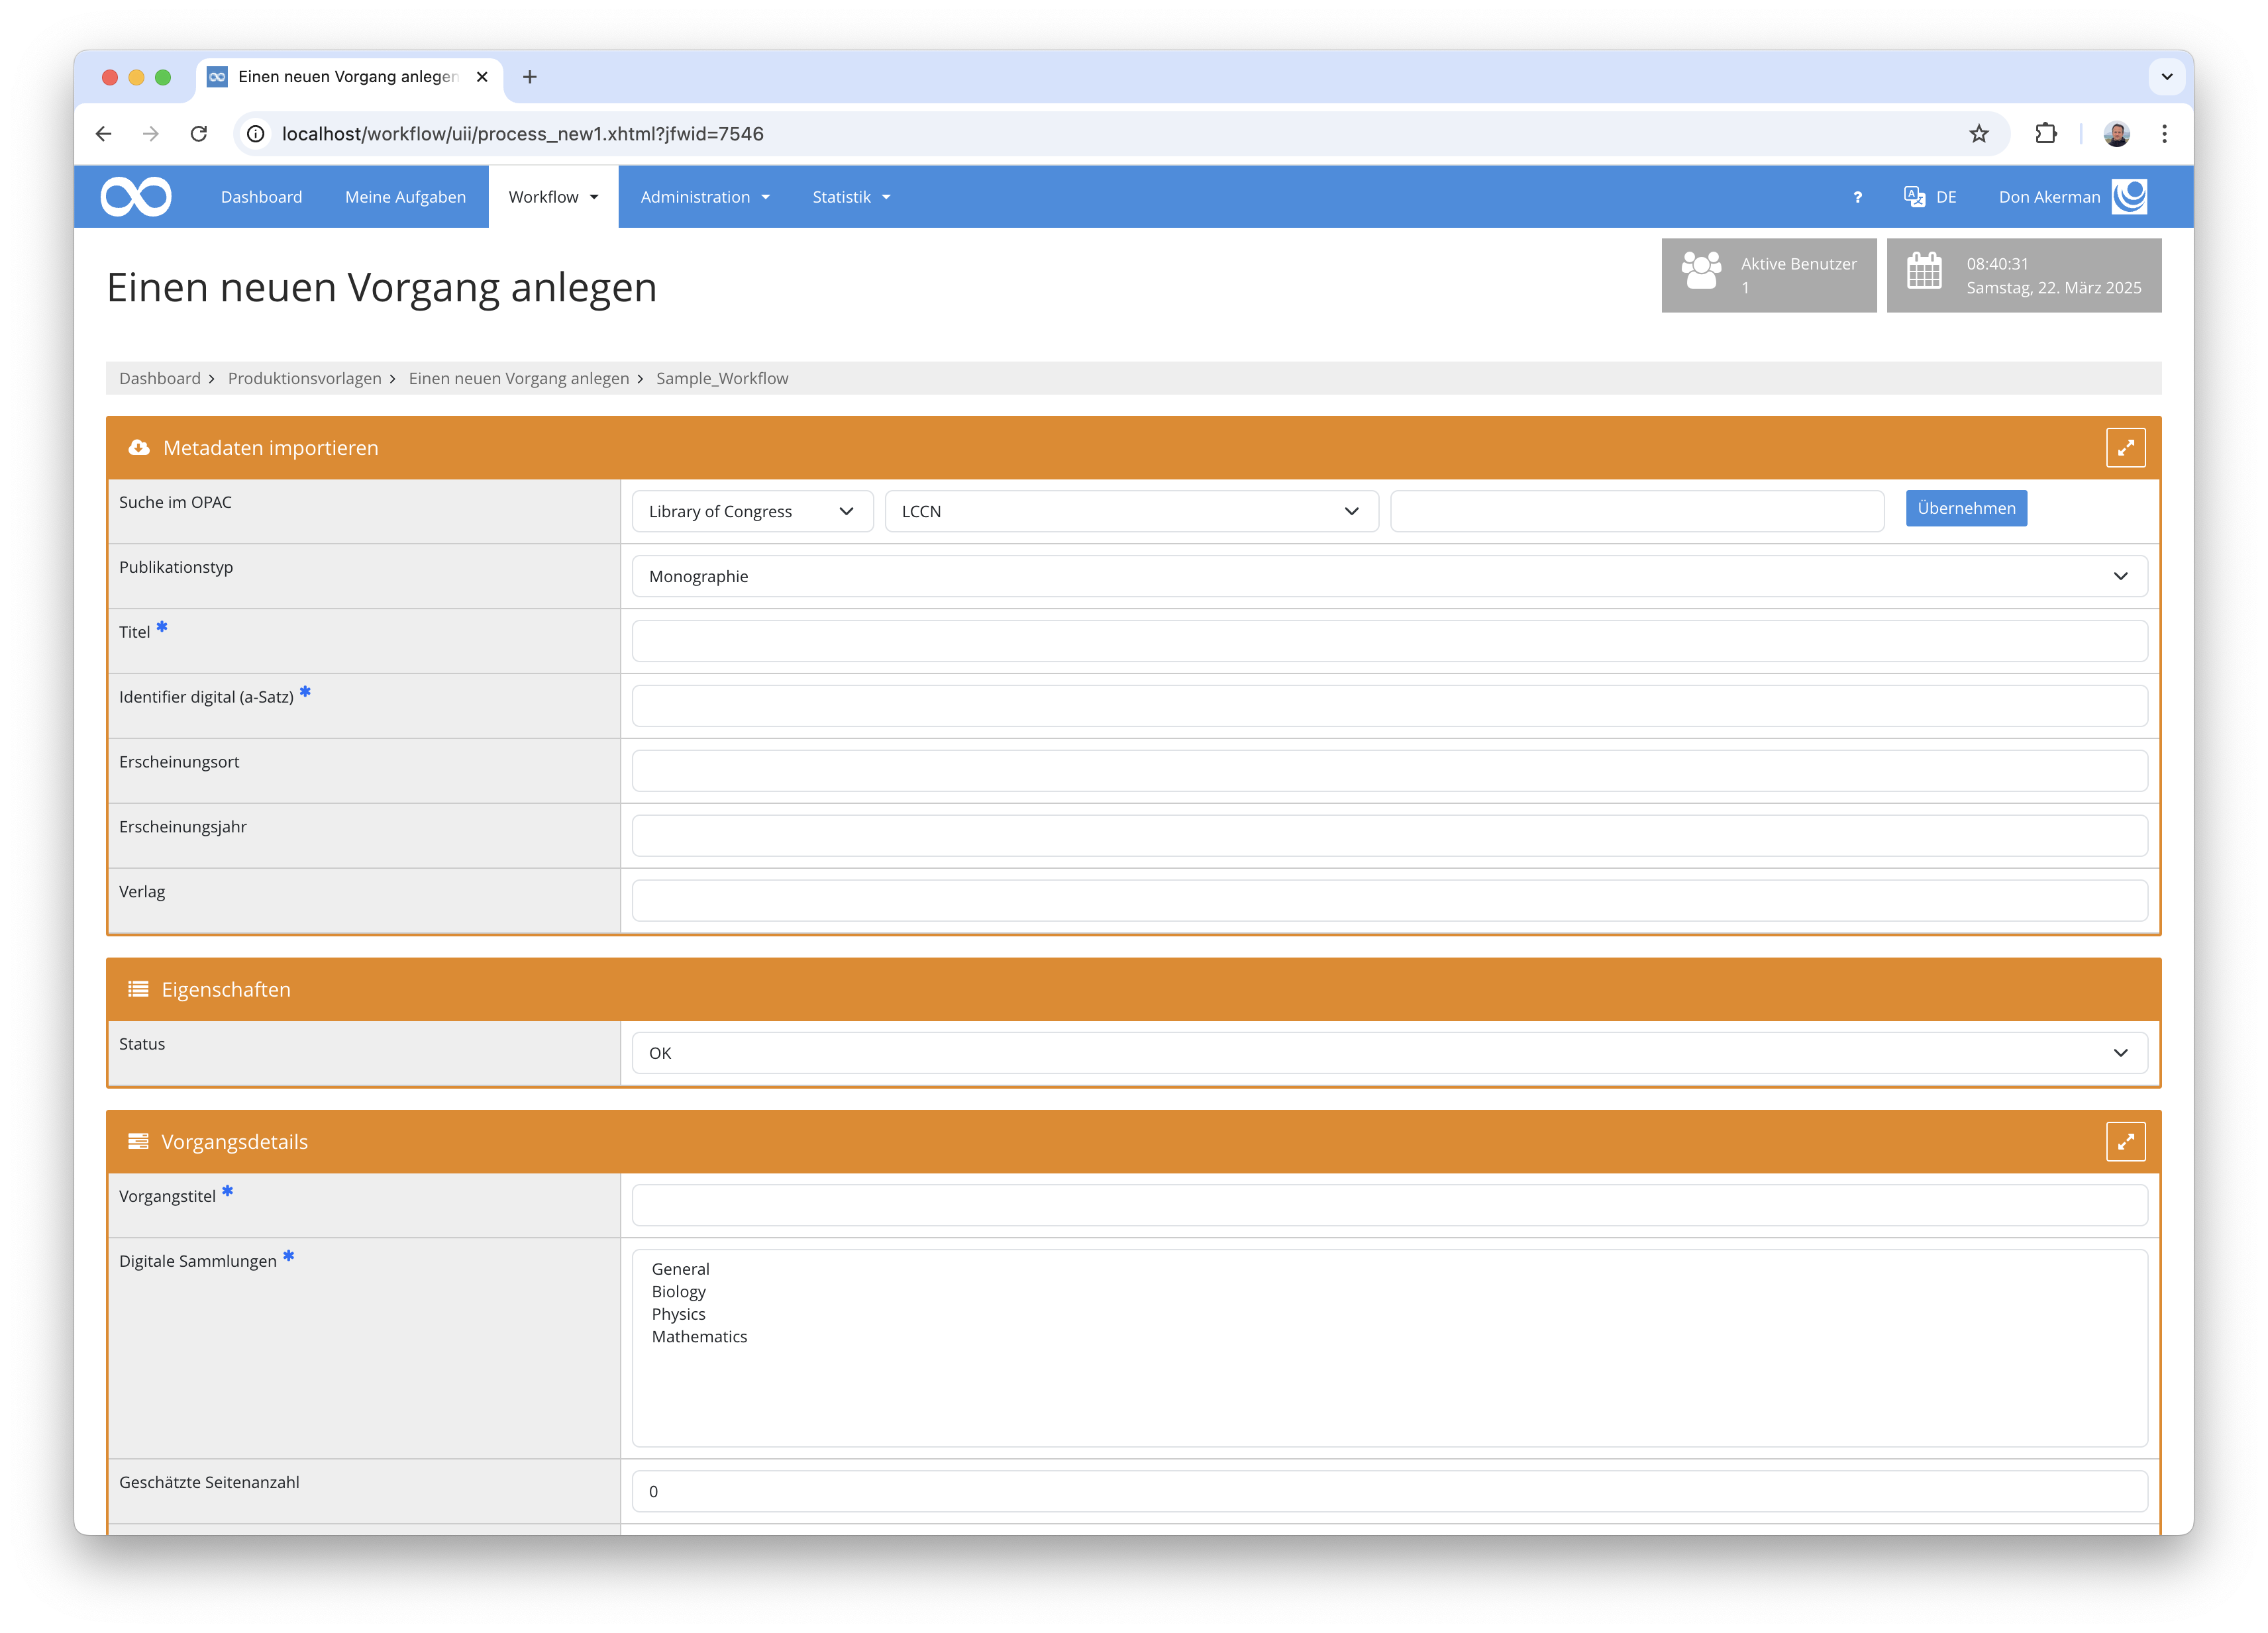 Einen neuen Vorgang anlegen
localhost/workflow/uii/process_new1.xhtml?jfwid=7546
Dashboard Meine Aufgaben Workflow Administration Statistik ? DE Don Akerman
Einen neuen Vorgang anlegen
Aktive Benutzer
1
08:40:31
Samstag, 22. März 2025
Dashboard > Produktionsvorlagen > Einen neuen Vorgang anlegen > Sample_Workflow
Metadaten importieren
Suche im OPAC Library of Congress LCCN Übernehmen
Publikationstyp Monographie
Titel *
Identifier digital (a-Satz) *
Erscheinungsort
Erscheinungsjahr
Verlag
Eigenschaften
Status OK
Vorgangsdetails
Vorgangstitel *
Digitale Sammlungen *
General
Biology
Physics
Mathematics
Geschätzte Seitenanzahl 0